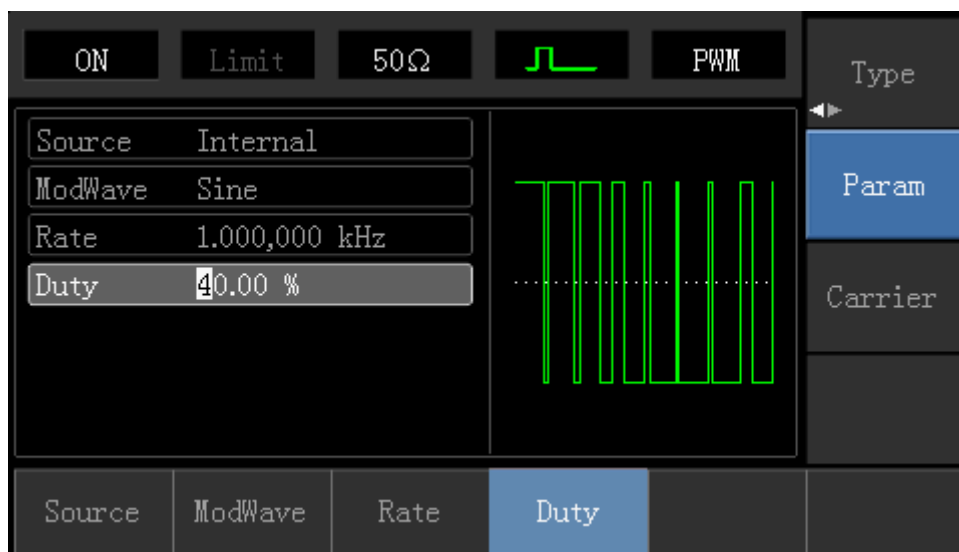 ON Limit 50Ω PWM
Type
Source Internal
ModWave Sine
Rate 1.000,000 kHz
Duty 40.00 %
Param
Carrier
Source ModWave Rate Duty